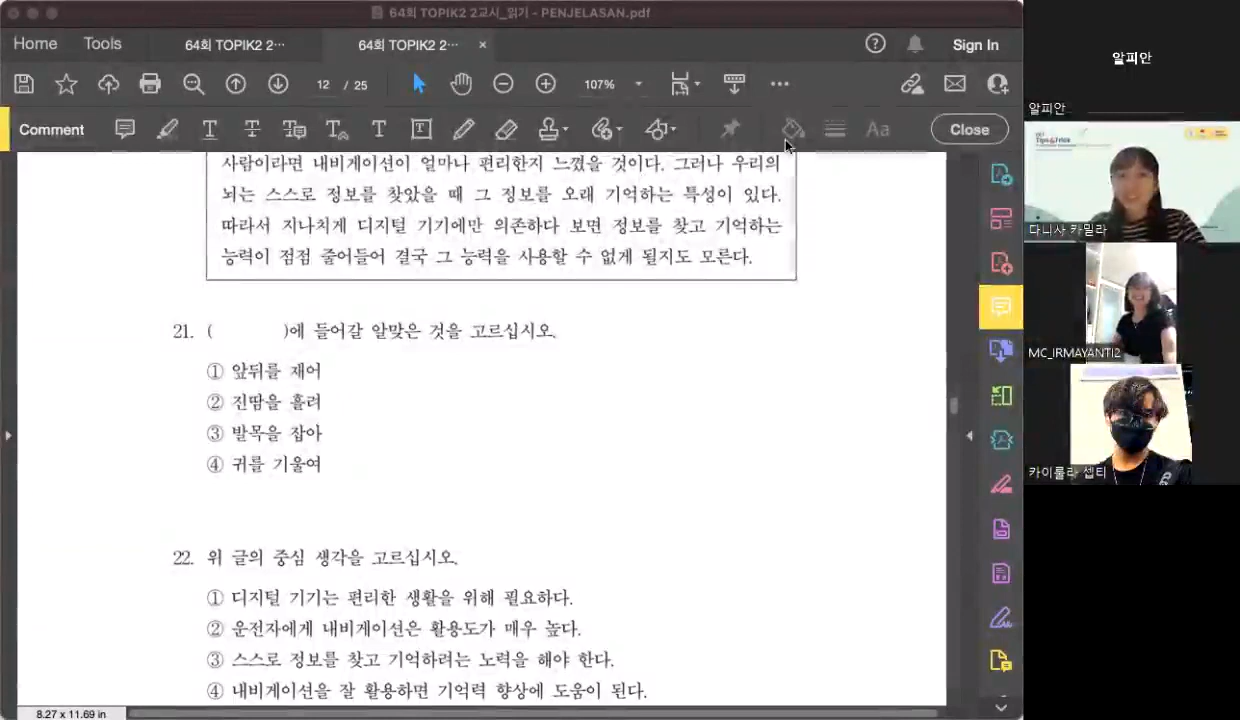 64회 TOPIK2 2교시_읽기 - PENJELASAN.pdf
Home
Tools
64회 TOPIK2 2···
64회 TOPIK2 2···
Sign In
12 / 25
107%
Comment
Aa
Close
사람이라면 내비게이션이 얼마나 편리한지 느꼈을 것이다. 그러나 우리의
뇌는 스스로 정보를 찾았을 때 그 정보를 오래 기억하는 특성이 있다.
따라서 지나치게 디지털 기기에만 의존하다 보면 정보를 찾고 기억하는
능력이 점점 줄어들어 결국 그 능력을 사용할 수 없게 될지도 모른다.
21. ( )에 들어갈 알맞은 것을 고르십시오.
① 앞뒤를 재어
② 진땀을 흘려
③ 발목을 잡아
④ 귀를 기울여
22. 위 글의 중심 생각을 고르십시오.
① 디지털 기기는 편리한 생활을 위해 필요하다.
② 운전자에게 내비게이션은 활용도가 매우 높다.
③ 스스로 정보를 찾고 기억하려는 노력을 해야 한다.
④ 내비게이션을 잘 활용하면 기억력 향상에 도움이 된다.
8.27 x 11.69 in
알피안
알피안
Tips&Trick
다니사 카밀라
MC_IRMAYANTI2
카이룰라 셉티